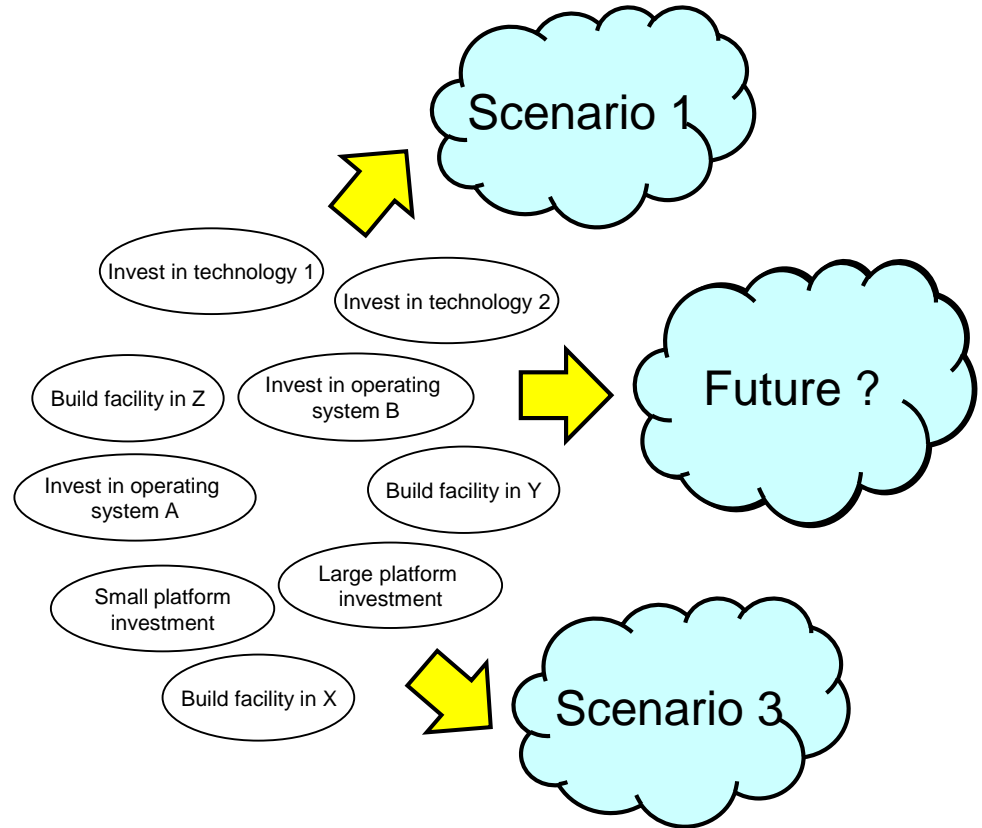 Scenario 1
Invest in technology 1
Invest in technology 2
Build facility in Z
Invest in operating
system B
Future ?
Invest in operating
system A
Build facility in Y
Large platform
investment
Small platform
investment
Build facility in X
Scenario 3